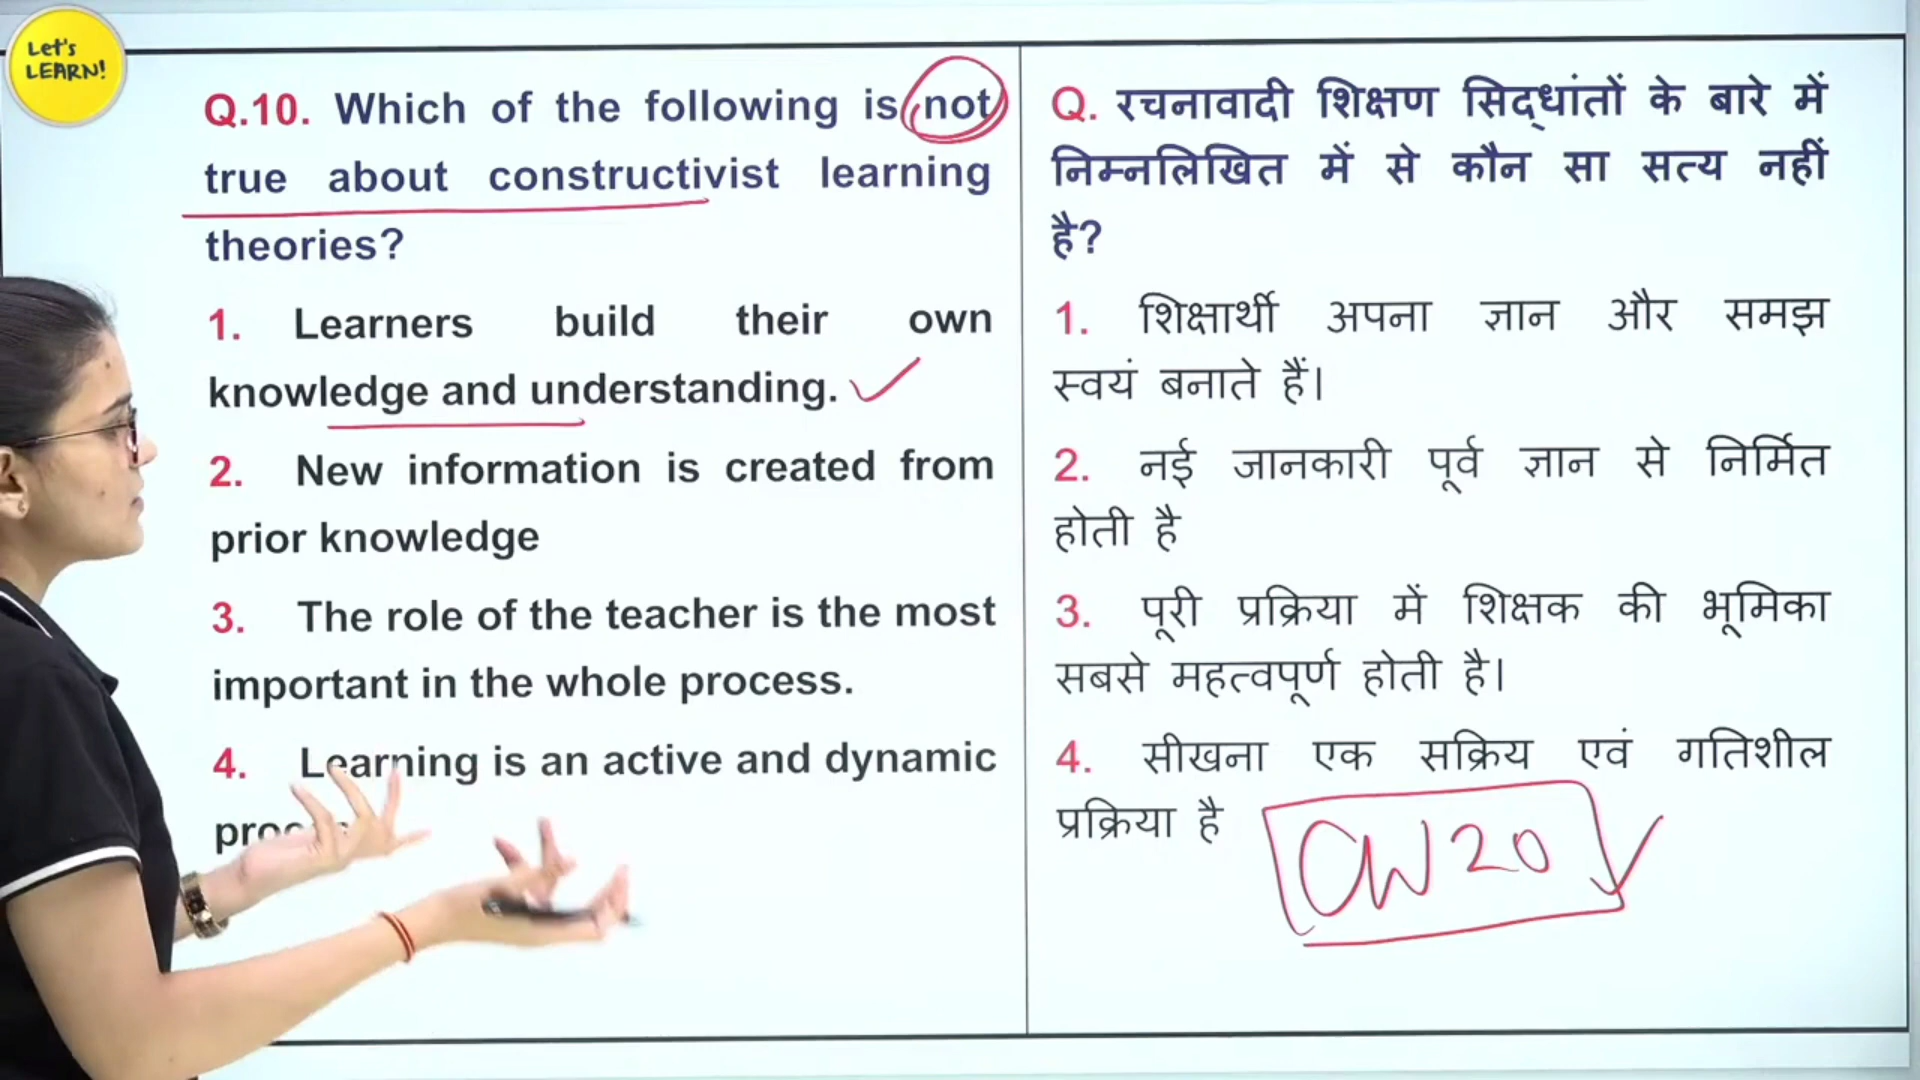 Let's
LEARN!
Q.10. Which of the following is not
true about constructivist learning
theories?
1. Learners build their own
knowledge and understanding.
2. New information is created from
prior knowledge
3. The role of the teacher is the most
important in the whole process.
4. Learning is an active and dynamic
Q. रचनावादी शिक्षण सिद्धांतों के बारे में
निम्नलिखित में से कौन सा सत्य नहीं
है?
1. शिक्षार्थी अपना ज्ञान और समझ
स्वयं बनाते हैं।
2. नई जानकारी पूर्व ज्ञान से निर्मित
होती है
3. पूरी प्रक्रिया में शिक्षक की भूमिका
सबसे महत्वपूर्ण होती है।
4. सीखना एक सक्रिय एवं गतिशील
प्रक्रिया है
CW 20